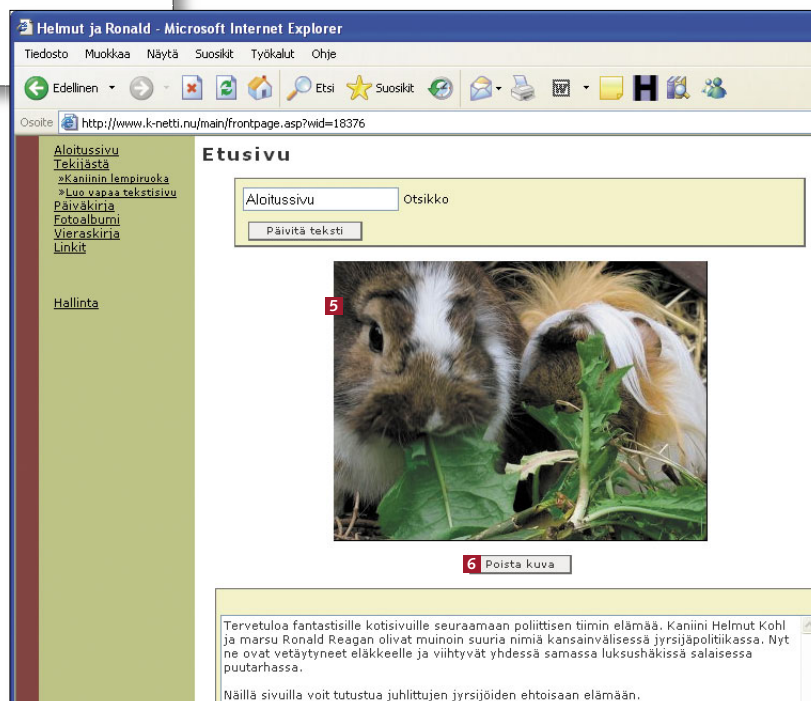 Helmut ja Ronald - Microsoft Internet Explorer
Tiedosto Muokkaa Näytä Suosikit Työkalut Ohje
Edellinen Etsi Suosikit
Osoite http://www.k-netti.nu/main/frontpage.asp?wid=18376
Aloitussivu
Tekijästä
»Kaniinin lempiruoka
»Luo vapaa tekstisivu
Päiväkirja
Fotoalbumi
Vieraskirja
Linkit
Hallinta
Etusivu
Aloitussivu Otsikko
Päivitä teksti
5
6 Poista kuva
Tervetuloa fantastisille kotisivuille seuraamaan poliittisen tiimin elämää. Kaniini Helmut Kohl
ja marsu Ronald Reagan olivat muinoin suuria nimiä kansainvälisessä jyrsijäpolitiikassa. Nyt
ne ovat vetäytyneet eläkkeelle ja viihtyvät yhdessä samassa luksushäkissä salaisessa
puutarhassa.
Näillä sivuilla voit tutustua juhlittujen jyrsijöiden ehtoisaan elämään.